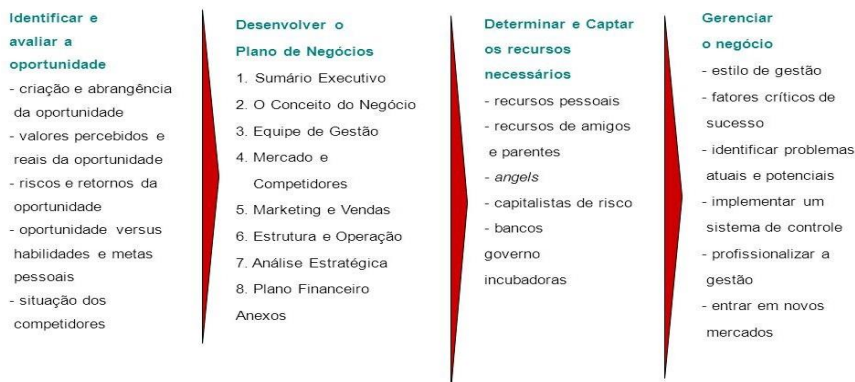 Identificar e
avaliar a
oportunidade
- criação e abrangência
da oportunidade
- valores percebidos e
reais da oportunidade
- riscos e retornos da
oportunidade
- oportunidade versus
habilidades e metas
pessoais
- situação dos
competidores
Desenvolver o
Plano de Negócios
1. Sumário Executivo
2. O Conceito do Negócio
3. Equipe de Gestão
4. Mercado e
Competidores
5. Marketing e Vendas
6. Estrutura e Operação
7. Análise Estratégica
8. Plano Financeiro
Anexos
Determinar e Captar
os recursos
necessários
- recursos pessoais
- recursos de amigos
e parentes
- angels
- capitalistas de risco
- bancos
governo
incubadoras
Gerenciar
o negócio
- estilo de gestão
- fatores críticos de
sucesso
- identificar problemas
atuais e potenciais
- implementar um
sistema de controle
- profissionalizar a
gestão
- entrar em novos
mercados